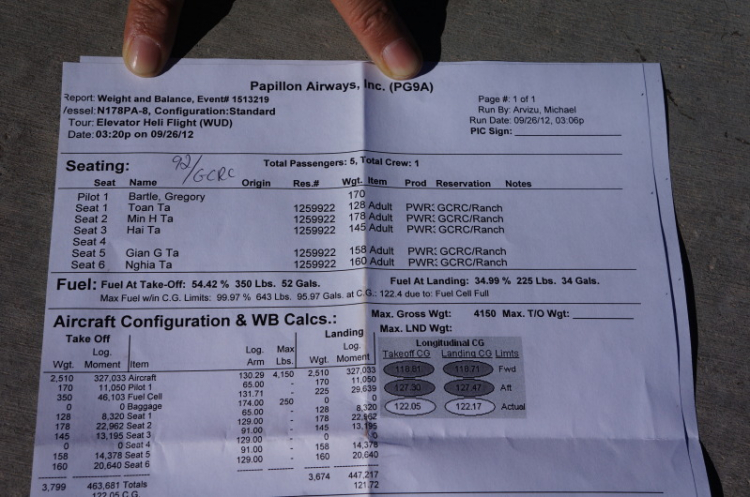 Papillon Airways, Inc. (PG9A)
Report: Weight and Balance, Event# 1513219
Page #: 1 of 1
Vessel: N178PA-8, Configuration:Standard
Run By: Arvizu, Michael
Tour: Elevator Heli Flight (WUD)
Run Date: 09/26/12, 03:06p
Date: 03:20p on 09/26/12
PIC Sign:
Seating: 92/GCRC Total Passengers: 5, Total Crew: 1
Seat Name Origin Res.# Wgt. Item Prod Reservation Notes
Pilot 1 Bartle, Gregory 170
Seat 1 Toan Ta 1259922 128 Adult PWR: GCRC/Ranch
Seat 2 Min H Ta 1259922 178 Adult PWR: GCRC/Ranch
Seat 3 Hai Ta 1259922 145 Adult PWR: GCRC/Ranch
Seat 4
Seat 5 Gian G Ta 1259922 158 Adult PWR: GCRC/Ranch
Seat 6 Nghia Ta 1259922 160 Adult PWR: GCRC/Ranch
Fuel: Fuel At Take-Off: 54.42 % 350 Lbs. 52 Gals. Fuel At Landing: 34.99 % 225 Lbs. 34 Gals.
Max Fuel w/in C.G. Limits: 99.97 % 643 Lbs. 95.97 Gals. at C.G.: 122.4 due to: Fuel Cell Full
Aircraft Configuration & WB Calcs.: Max. Gross Wgt: 4150 Max. T/O Wgt:
Max. LND Wgt:
Take Off Landing
Log. Log. Max Log.
Wgt. Moment Item Arm Lbs. Wgt. Moment
2,510 327,033 Aircraft 130.29 4,150 2,510 327,033
170 11,050 Pilot 1 65.00 - 170 11,050
350 46,103 Fuel Cell 131.71 - 225 29,639
0 0 Baggage 174.00 250 0 0
128 8,320 Seat 1 65.00 - 128 8,320
178 22,962 Seat 2 129.00 - 178 22,962
145 13,195 Seat 3 91.00 - 145 13,195
0 0 Seat 4 129.00 - 0 0
158 14,378 Seat 5 91.00 - 158 14,378
160 20,640 Seat 6 129.00 - 160 20,640
3,799 463,681 Totals 3,674 447,217
122.05 C.G. 121.72
Longitudinal CG
Takeoff CG Landing CG Limts
118.81 118.71 Fwd
127.30 127.47 Aft
122.05 122.17 Actual